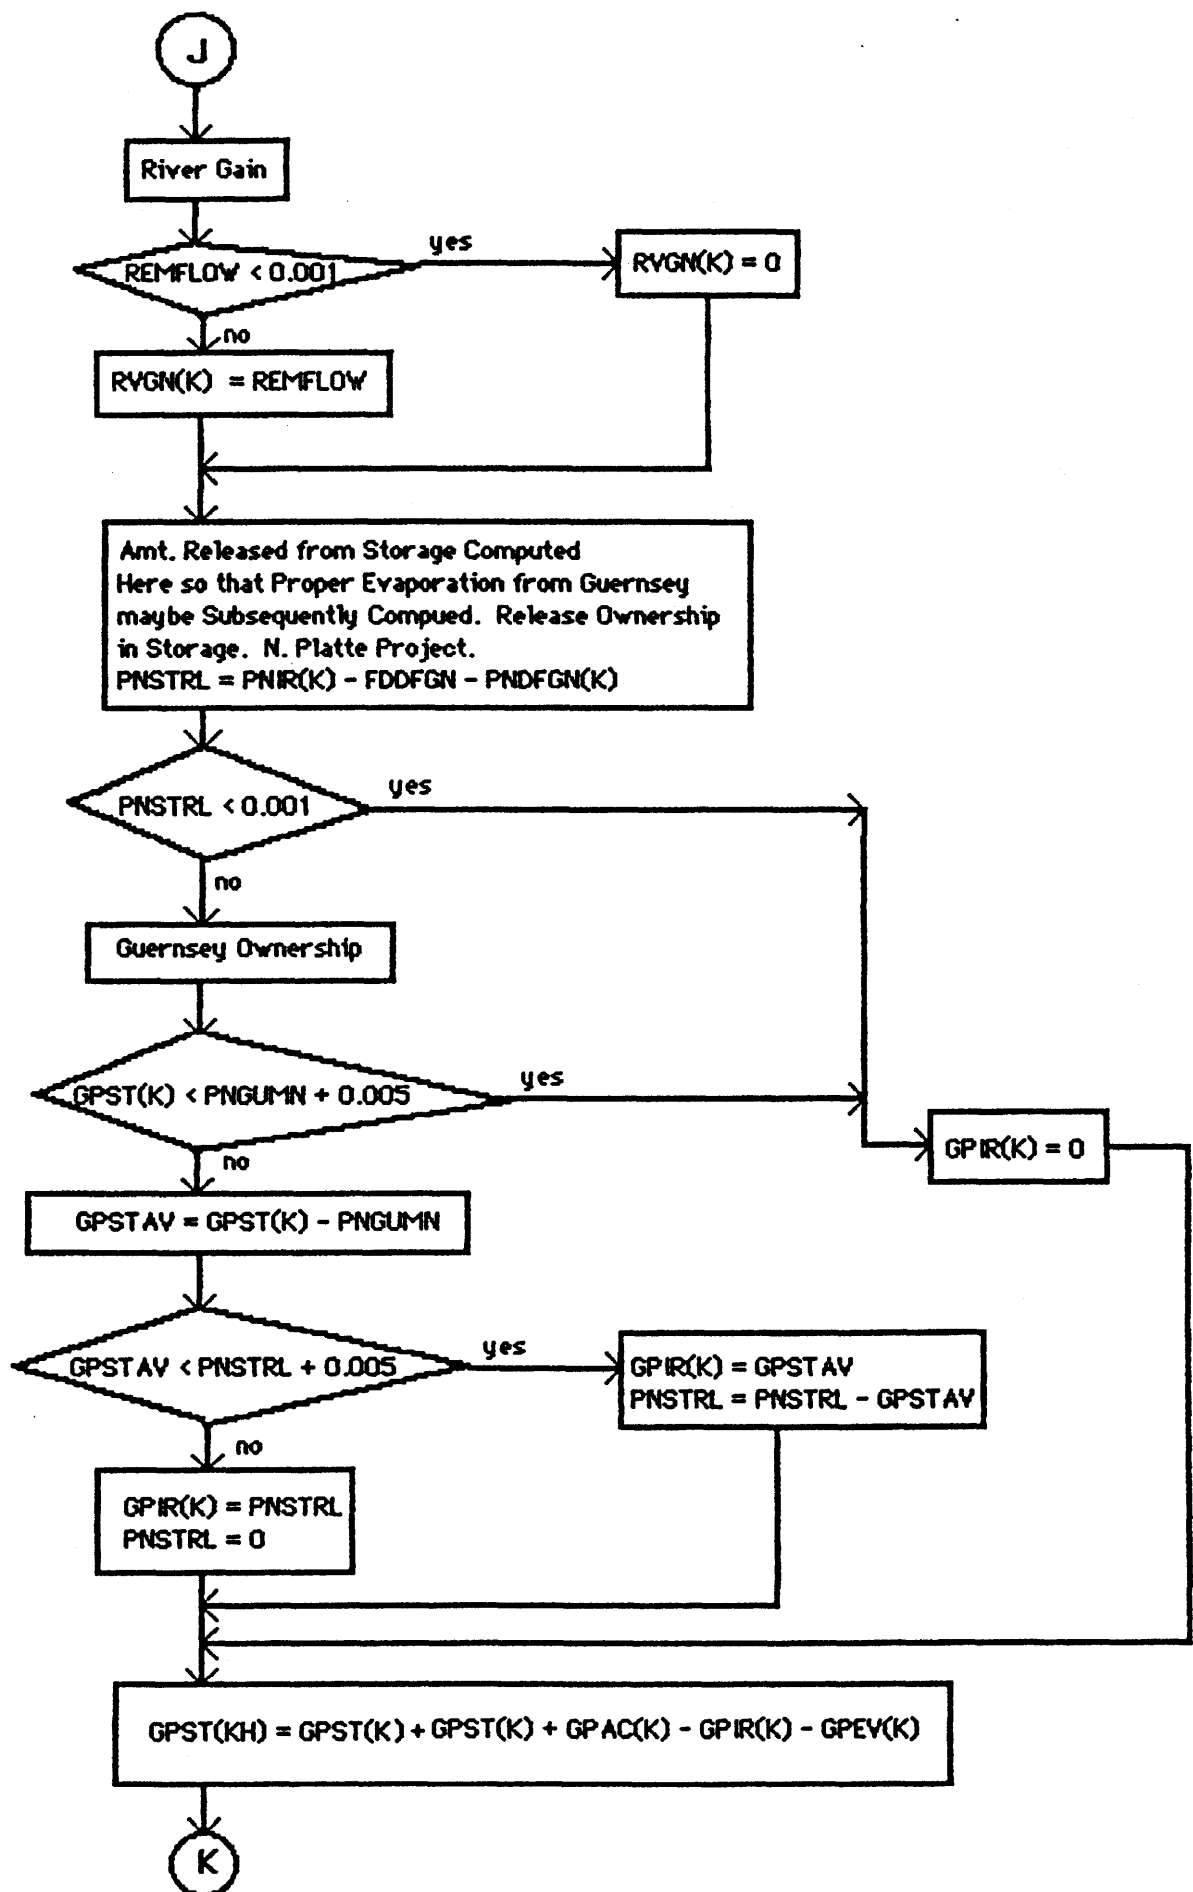 J
River Gain
REMFLOW < 0.001
yes
RVGN(K) = 0
no
RVGN(K) = REMFLOW
Amt. Released from Storage Computed
Here so that Proper Evaporation from Guernsey
maybe Subsequently Compued. Release Ownership
in Storage. N. Platte Project.
PNSTRL = PNIR(K) - FDDFGN - PNDFGN(K)
PNSTRL < 0.001
yes
no
Guernsey Ownership
GPST(K) < PNGUMN + 0.005
yes
GPIR(K) = 0
no
GPSTAV = GPST(K) - PNGUMN
GPSTAV < PNSTRL + 0.005
yes
GPIR(K) = GPSTAV
PNSTRL = PNSTRL - GPSTAV
no
GPIR(K) = PNSTRL
PNSTRL = 0
GPST(KH) = GPST(K) + GPST(K) + GPAC(K) - GPIR(K) - GPEV(K)
K